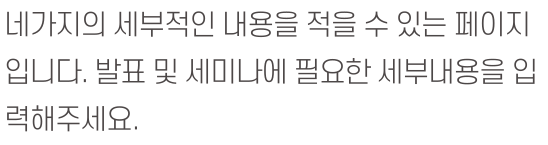 네가지의 세부적인 내용을 적을 수 있는 페이지
입니다. 발표 및 세미나에 필요한 세부내용을 입
력해주세요.